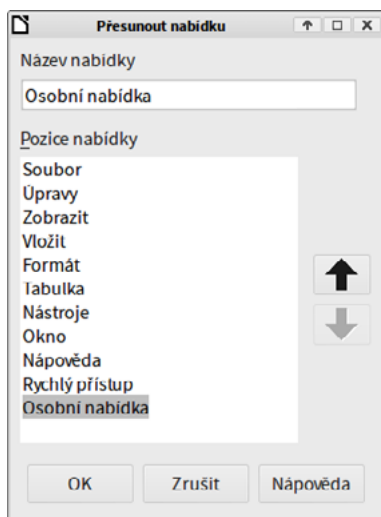 Přesunout nabídku
Název nabídky
Osobní nabídka
Pozice nabídky
Soubor
Úpravy
Zobrazit
Vložit
Formát
Tabulka
Nástroje
Okno
Nápověda
Rychlý přístup
Osobní nabídka
OK Zrušit Nápověda